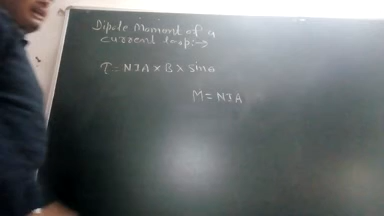 Dipole Moment of a
current loop:→
τ = NIA × B × sinθ
M = NIA